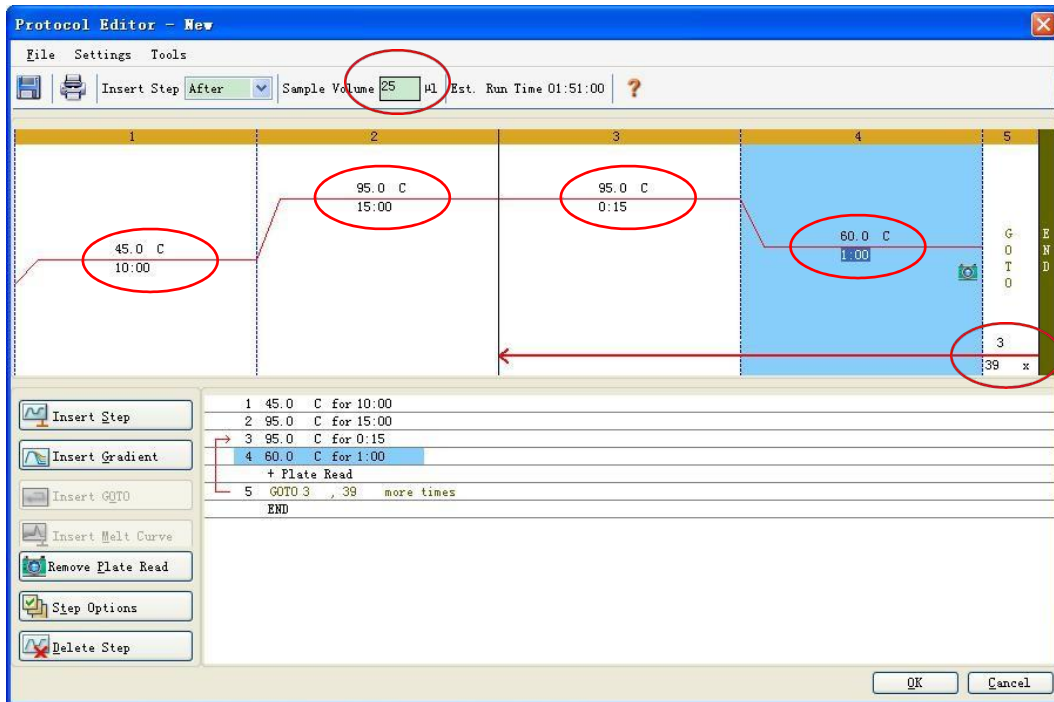 Protocol Editor - New
File Settings Tools
Insert Step After Sample Volume 25 µl Est. Run Time 01:51:00 ?
1 2 3 4 5
95.0 C 95.0 C
15:00 0:15
45.0 C
10:00
60.0 C
1:00
GOTO
END
3
39 x
Insert Step
Insert Gradient
Insert GOTO
Insert Melt Curve
Remove Plate Read
Step Options
Delete Step
1 45.0 C for 10:00
2 95.0 C for 15:00
3 95.0 C for 0:15
4 60.0 C for 1:00
+ Plate Read
5 GOTO 3 , 39 more times
END
OK Cancel